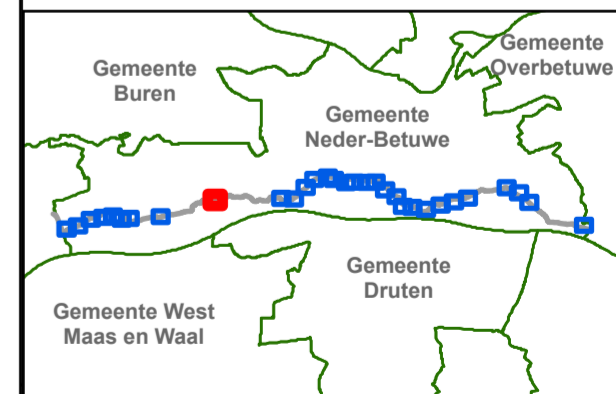 Gemeente
Overbetuwe
Gemeente
Buren
Gemeente
Neder-Betuwe
Gemeente
Druten
Gemeente West
Maas en Waal